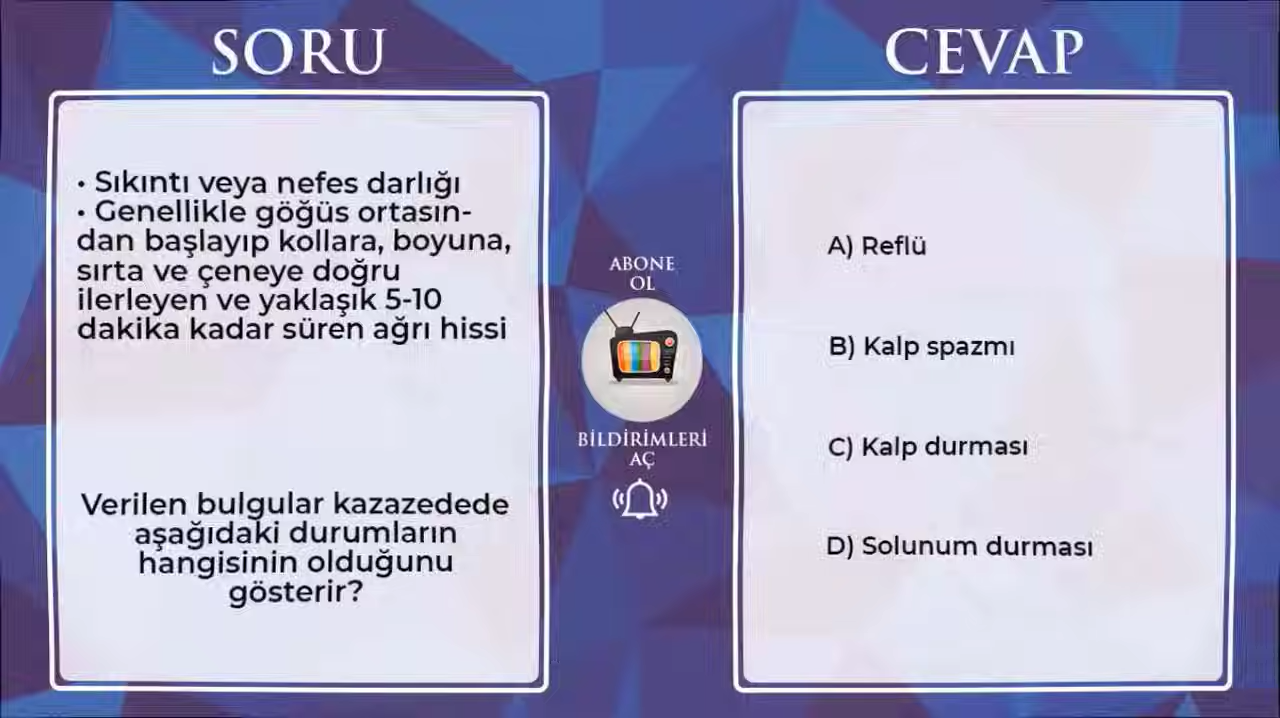 SORU
• Sıkıntı veya nefes darlığı
• Genellikle göğüs ortasın-
dan başlayıp kollara, boyuna,
sırta ve çeneye doğru
ilerleyen ve yaklaşık 5-10
dakika kadar süren ağrı hissi
Verilen bulgular kazazedede
aşağıdaki durumların
hangisinin olduğunu
gösterir?
ABONE
OL
BİLDİRİMLERİ
AÇ
CEVAP
A) Reflü
B) Kalp spazmı
C) Kalp durması
D) Solunum durması